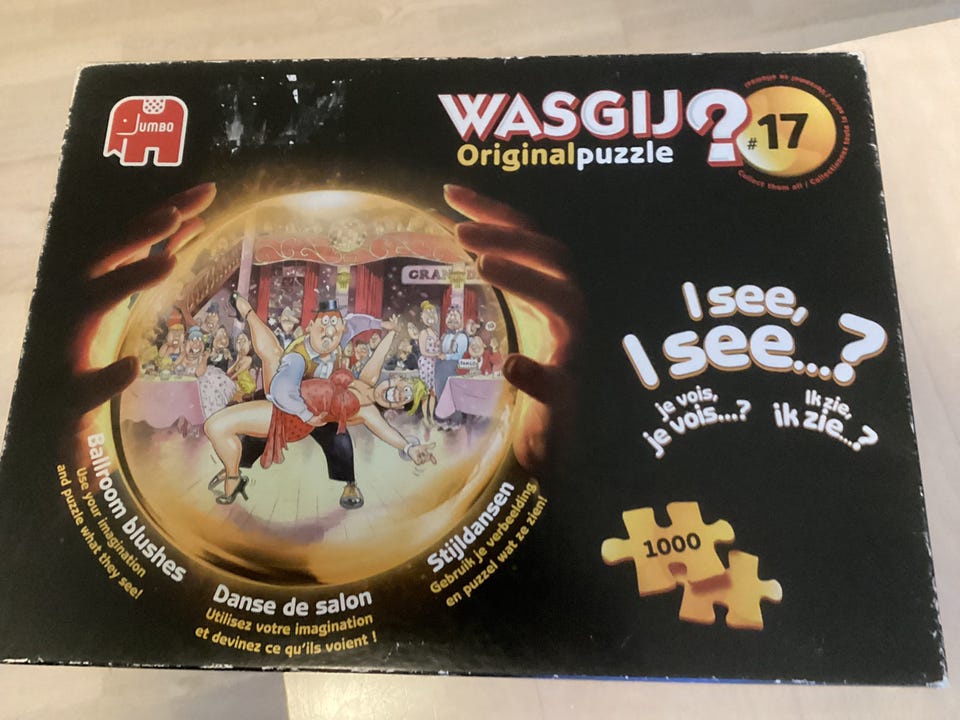 JUMBO
WASGIJ?
Originalpuzzle
#17
Collect them all /
GRAND
I see,
I see...?
je vois,
je vois...?
Ik zie,
ik zie...?
Ballroom blushes
Use your imagination
and puzzle what they see!
Danse de salon
Utilisez votre imagination
et devinez ce qu'ils voient !
Stijldansen
Gebruik je verbeelding
en puzzel wat ze zien!
1000